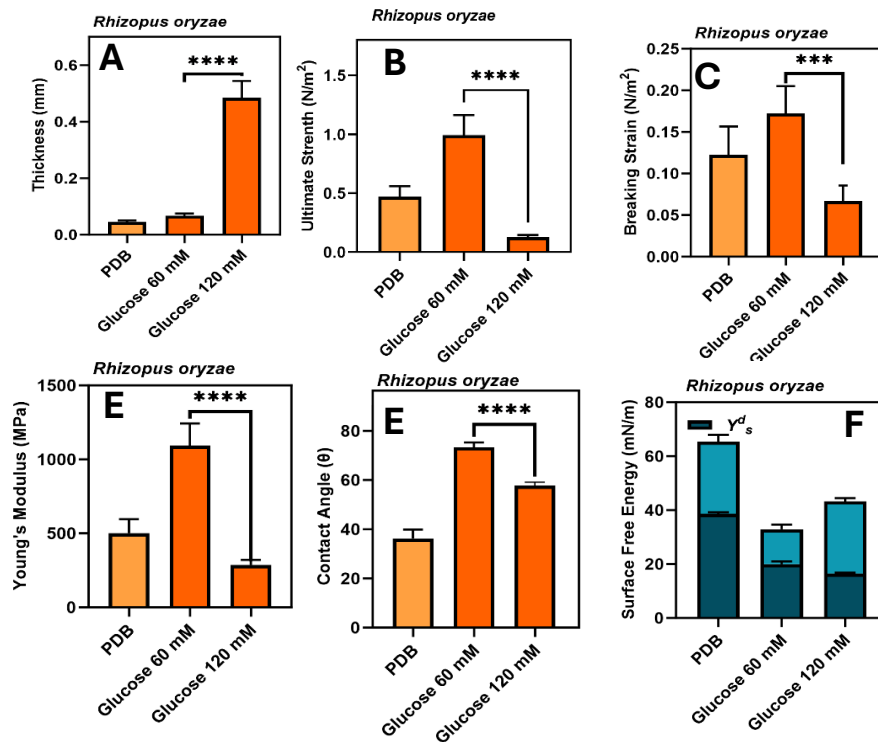 Rhizopus oryzae
A
Thickness (mm)
0.6
0.4
0.2
0.0
****
PDB
Glucose 60 mM
Glucose 120 mM
B
Ultimate Strenth (N/m²)
1.5
1.0
0.5
0.0
****
PDB
Glucose 60 mM
Glucose 120 mM
Rhizopus oryzae
C
Breaking Strain (N/m²)
0.25
0.20
0.15
0.10
0.05
0.00
***
PDB
Glucose 60 mM
Glucose 120 mM
Rhizopus oryzae
E
Young's Modulus (MPa)
1500
1000
500
0
****
PDB
Glucose 60 mM
Glucose 120 mM
Rhizopus oryzae
E
Contact Angle (θ)
80
60
40
20
0
****
PDB
Glucose 60 mM
Glucose 120 mM
Rhizopus oryzae
F
Surface Free Energy (mN/m)
80
60
40
20
0
Yᵈₛ
PDB
Glucose 60 mM
Glucose 120 mM